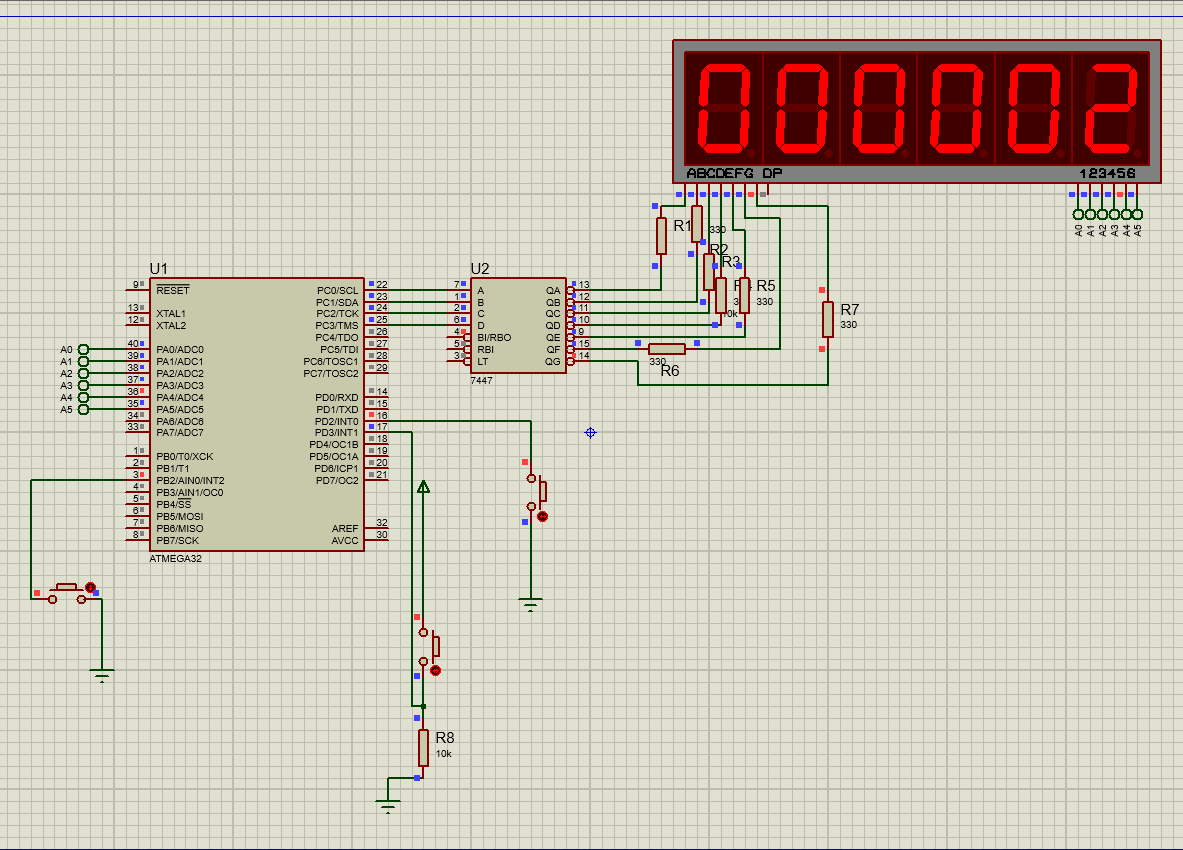 000002
ABCDEFG DP
123456
A0
A1
A2
A3
A4
A5
R1
330
R2
R3
R5
330
10k
R7
330
330
R6
U1
9
RESET
13
XTAL1
12
XTAL2
A0
40
PA0/ADC0
A1
39
PA1/ADC1
A2
38
PA2/ADC2
A3
37
PA3/ADC3
A4
36
PA4/ADC4
A5
35
PA5/ADC5
34
PA6/ADC6
33
PA7/ADC7
1
PB0/T0/XCK
2
PB1/T1
3
PB2/AIN0/INT2
4
PB3/AIN1/OC0
5
PB4/SS
6
PB5/MOSI
7
PB6/MISO
8
PB7/SCK
PC0/SCL
22
PC1/SDA
23
PC2/TCK
24
PC3/TMS
25
PC4/TDO
26
PC5/TDI
27
PC6/TOSC1
28
PC7/TOSC2
29
PD0/RXD
14
PD1/TXD
15
PD2/INT0
16
PD3/INT1
17
PD4/OC1B
18
PD5/OC1A
19
PD6/ICP1
20
PD7/OC2
21
AREF
32
AVCC
30
ATMEGA32
U2
7
A
QA
13
1
B
QB
12
2
C
QC
11
6
D
QD
10
4
BI/RBO
QE
9
5
RBI
QF
15
3
LT
QG
14
7447
R8
10k